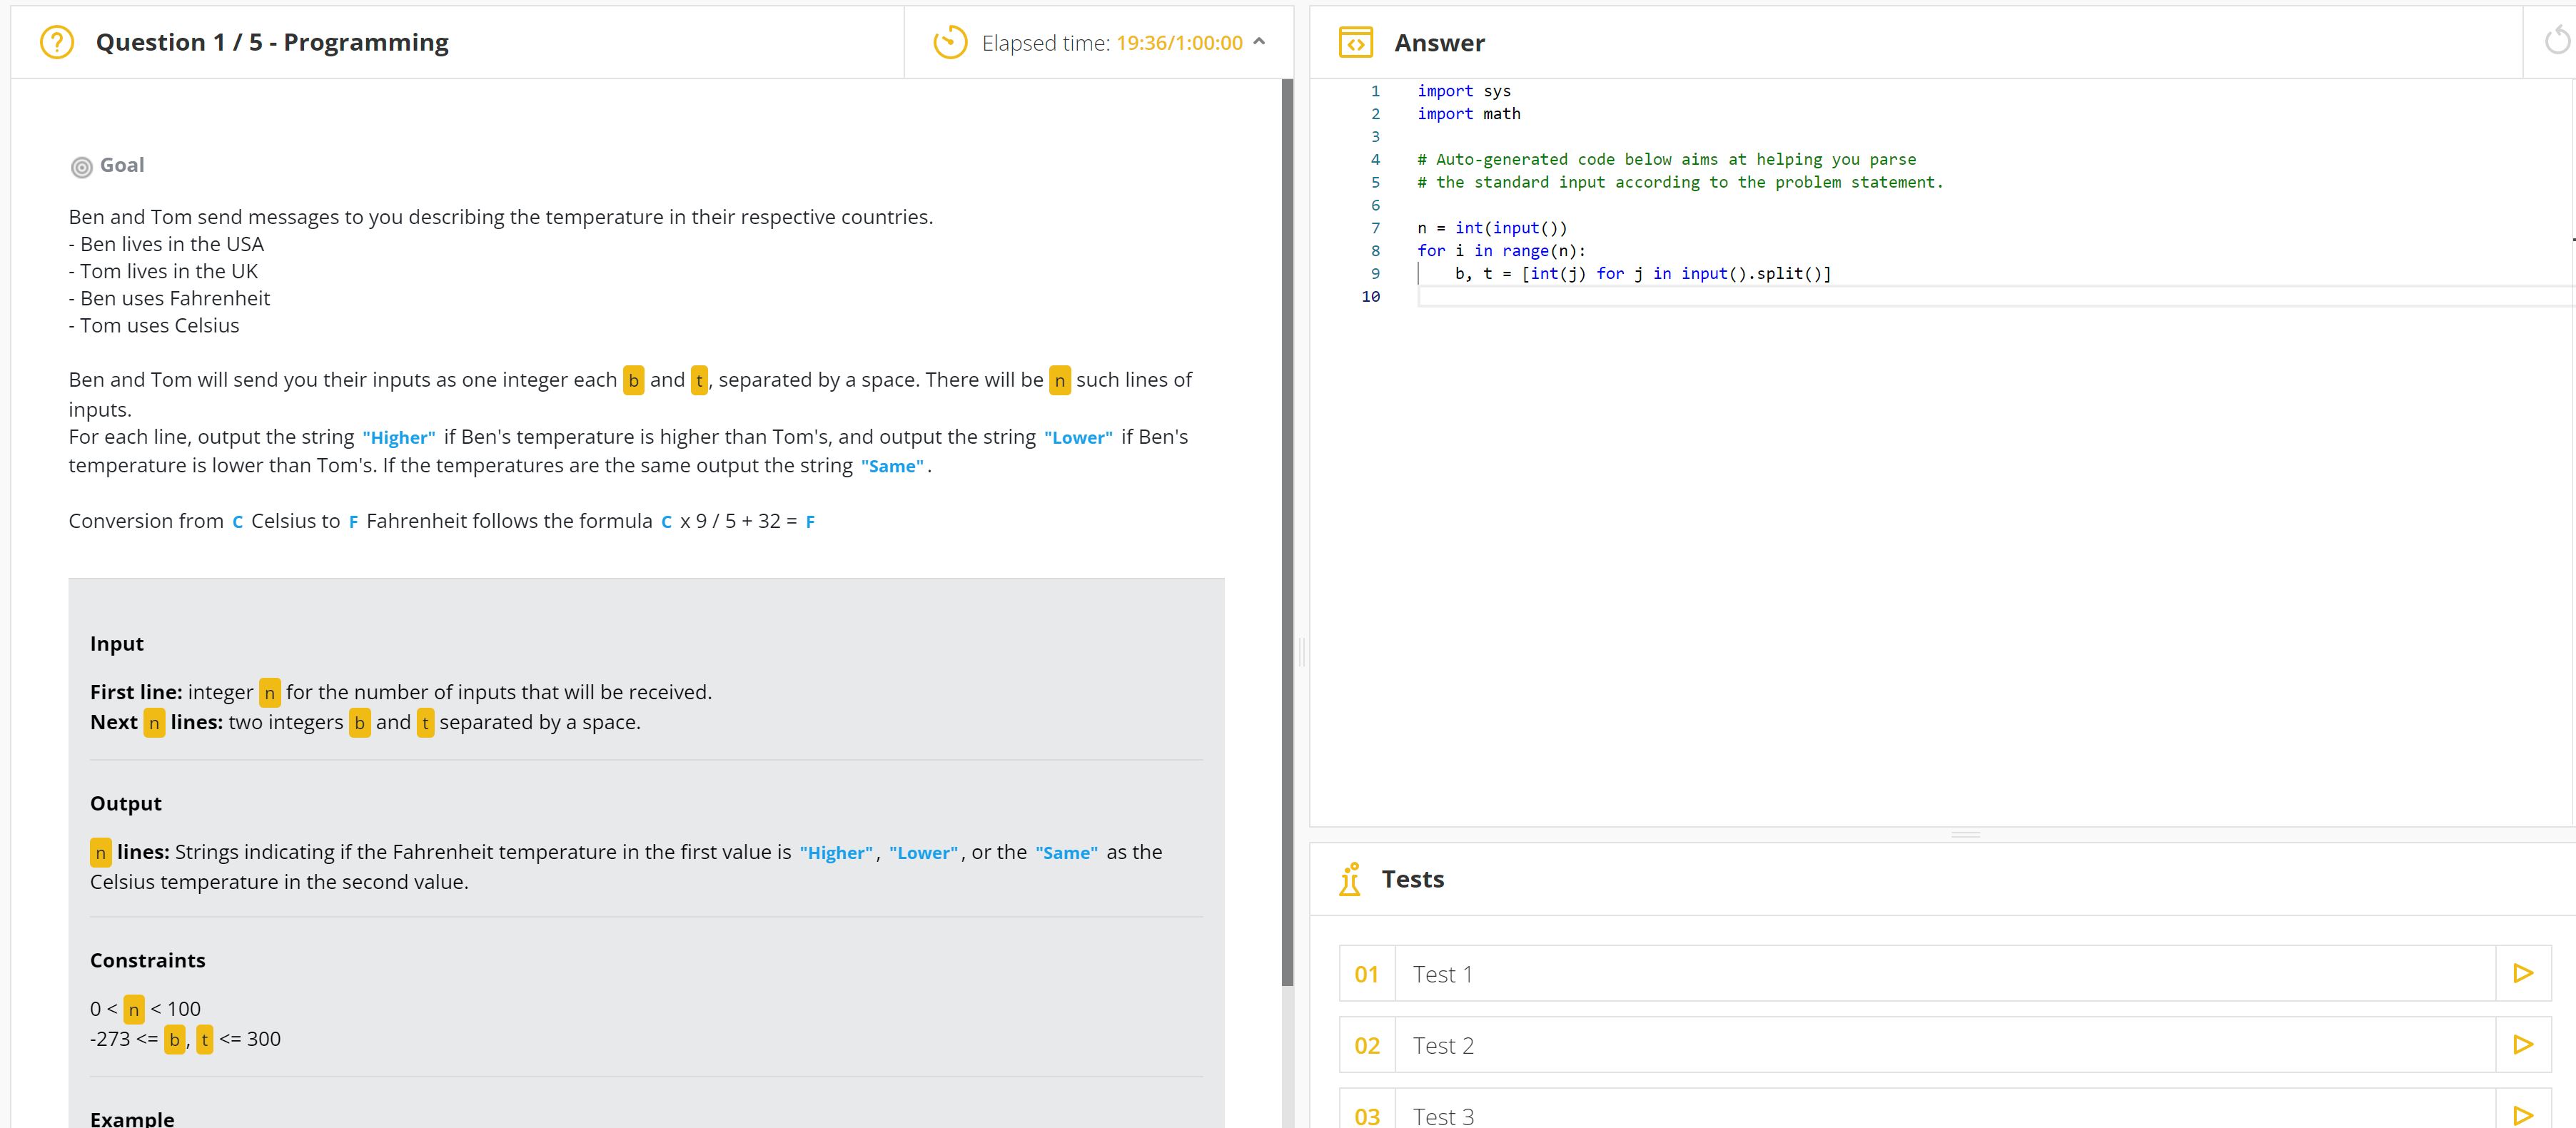 Question 1 / 5 - Programming
Elapsed time: 19:36/1:00:00
Goal
Ben and Tom send messages to you describing the temperature in their respective countries.
- Ben lives in the USA
- Tom lives in the UK
- Ben uses Fahrenheit
- Tom uses Celsius
Ben and Tom will send you their inputs as one integer each b and t, separated by a space. There will be n such lines of
inputs.
For each line, output the string "Higher" if Ben's temperature is higher than Tom's, and output the string "Lower" if Ben's
temperature is lower than Tom's. If the temperatures are the same output the string "Same".
Conversion from C Celsius to F Fahrenheit follows the formula C x 9 / 5 + 32 = F
Input
First line: integer n for the number of inputs that will be received.
Next n lines: two integers b and t separated by a space.
Output
n lines: Strings indicating if the Fahrenheit temperature in the first value is "Higher", "Lower", or the "Same" as the
Celsius temperature in the second value.
Constraints
0 < n < 100
-273 <= b, t <= 300
Example
Answer
1 import sys
2 import math
3
4 # Auto-generated code below aims at helping you parse
5 # the standard input according to the problem statement.
6
7 n = int(input())
8 for i in range(n):
9     b, t = [int(j) for j in input().split()]
10
Tests
01 Test 1
02 Test 2
03 Test 3